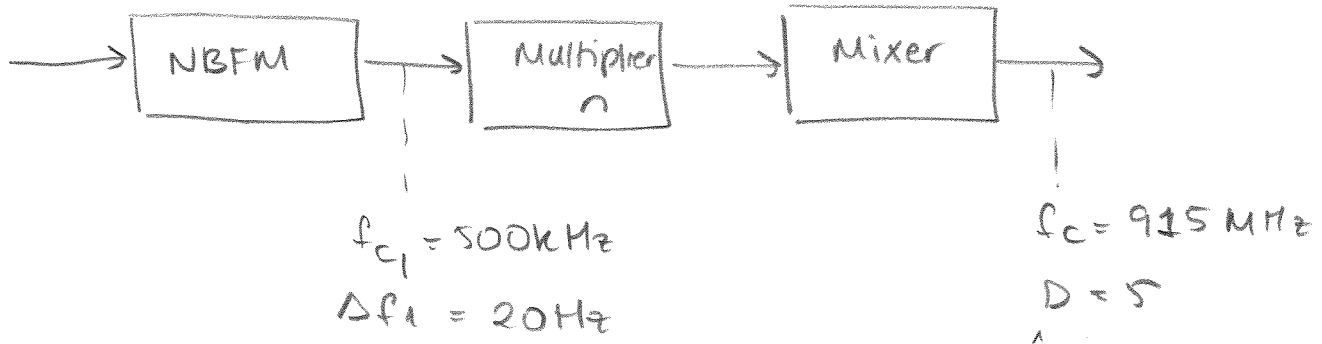 NBFM
Multiplier
n
Mixer
fc1 = 500kHz
Δf1 = 20Hz
fc = 915 MHz
D = 5